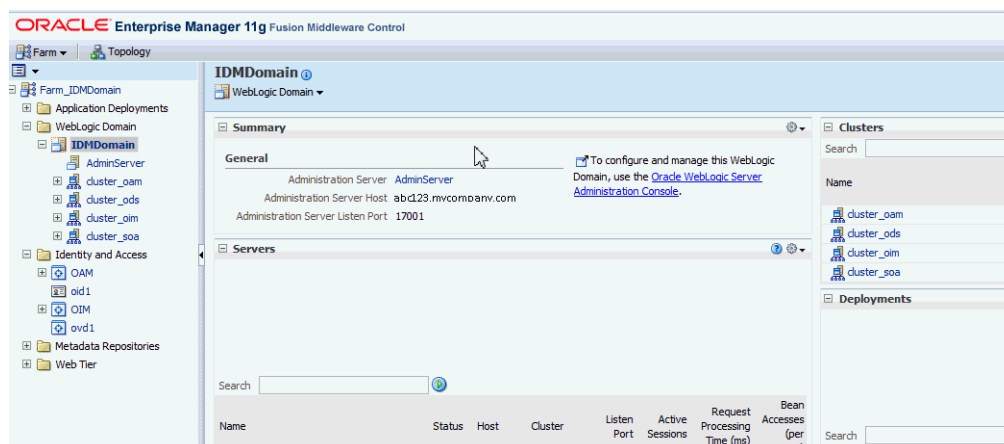 ORACLE Enterprise Manager 11g Fusion Middleware Control
Farm Topology
Farm_IDMDomain
Application Deployments
WebLogic Domain
IDMDomain
AdminServer
cluster_oam
cluster_ods
cluster_oim
cluster_soa
Identity and Access
OAM
oid1
OIM
ovd1
Metadata Repositories
Web Tier
IDMDomain
WebLogic Domain
Summary
General
Administration Server AdminServer
Administration Server Host abc123.mycompany.com
Administration Server Listen Port 17001
To configure and manage this WebLogic
Domain, use the Oracle WebLogic Server
Administration Console.
Servers
Search
Name Status Host Cluster Listen Port Active Sessions Request Processing Time (ms) Bean Accesses (per
Clusters
Search
Name
cluster_oam
cluster_ods
cluster_oim
cluster_soa
Deployments
Search